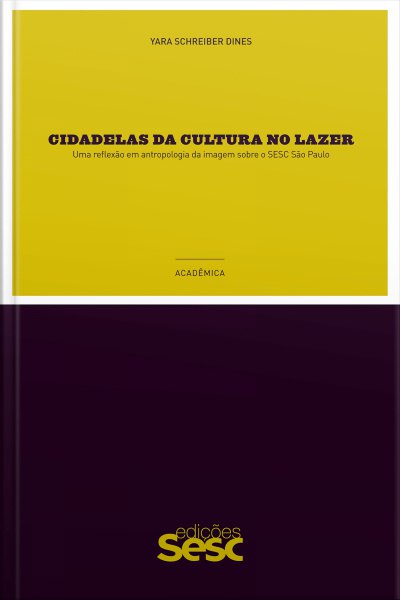 YARA SCHREIBER DINES
CIDADELAS DA CULTURA NO LAZER
Uma reflexão em antropologia da imagem sobre o SESC São Paulo
ACADÊMICA
edições
Sesc